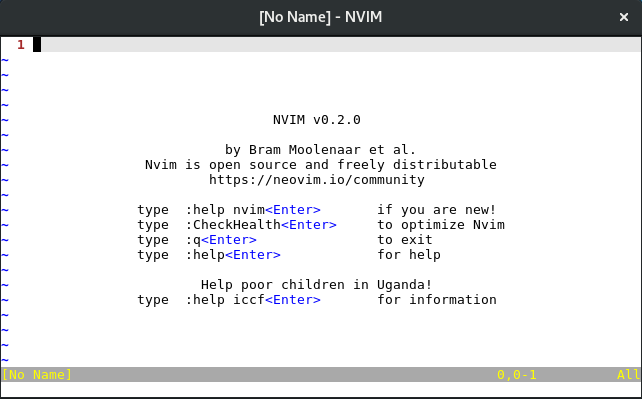 [No Name] - NVIM ×
1
~
~
~
~
NVIM v0.2.0
~
~
by Bram Moolenaar et al.
~
Nvim is open source and freely distributable
~
https://neovim.io/community
~
~
type :help nvim<Enter> if you are new!
~
type :CheckHealth<Enter> to optimize Nvim
~
type :q<Enter> to exit
~
type :help<Enter> for help
~
~
Help poor children in Uganda!
~
type :help iccf<Enter> for information
~
~
~
~
~
[No Name] 0,0-1 All